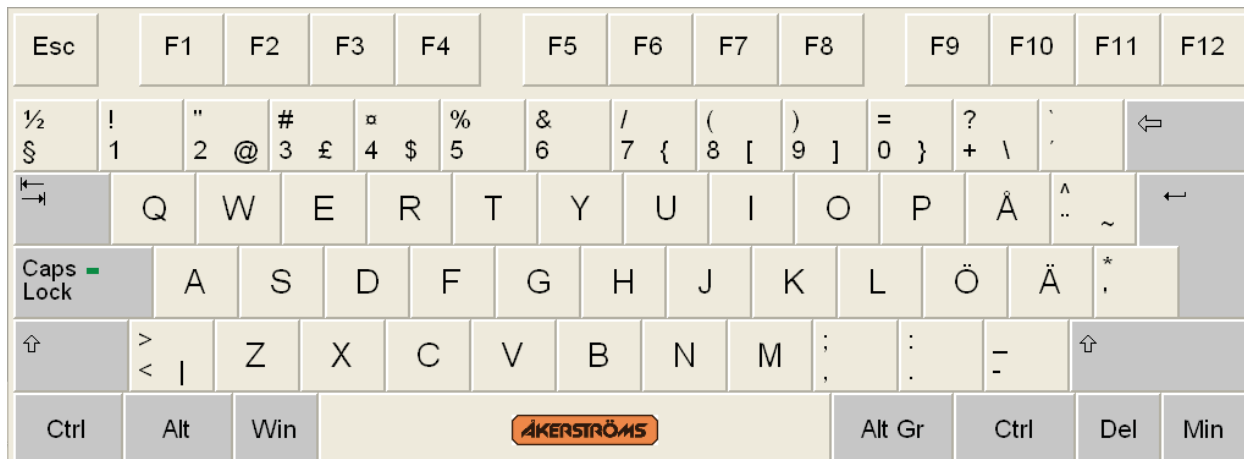 Esc F1 F2 F3 F4 F5 F6 F7 F8 F9 F10 F11 F12
½ ! " # ¤ % & / ( ) = ? `
§ 1 2 @ 3 £ 4 $ 5 6 7 { 8 [ 9 ] 0 } + \ ´
Q W E R T Y U I O P Å ^ ¨ ~
Caps Lock A S D F G H J K L Ö Ä * '
> < | Z X C V B N M ; , : . _ -
Ctrl Alt Win ÅKERSTRÖMS Alt Gr Ctrl Del Min